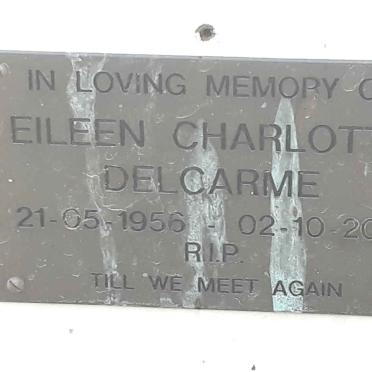 IN LOVING MEMORY O
EILEEN CHARLOTT
DELCARME
21-05-1956 - 02-10-20
R.I.P.
TILL WE MEET AGAIN